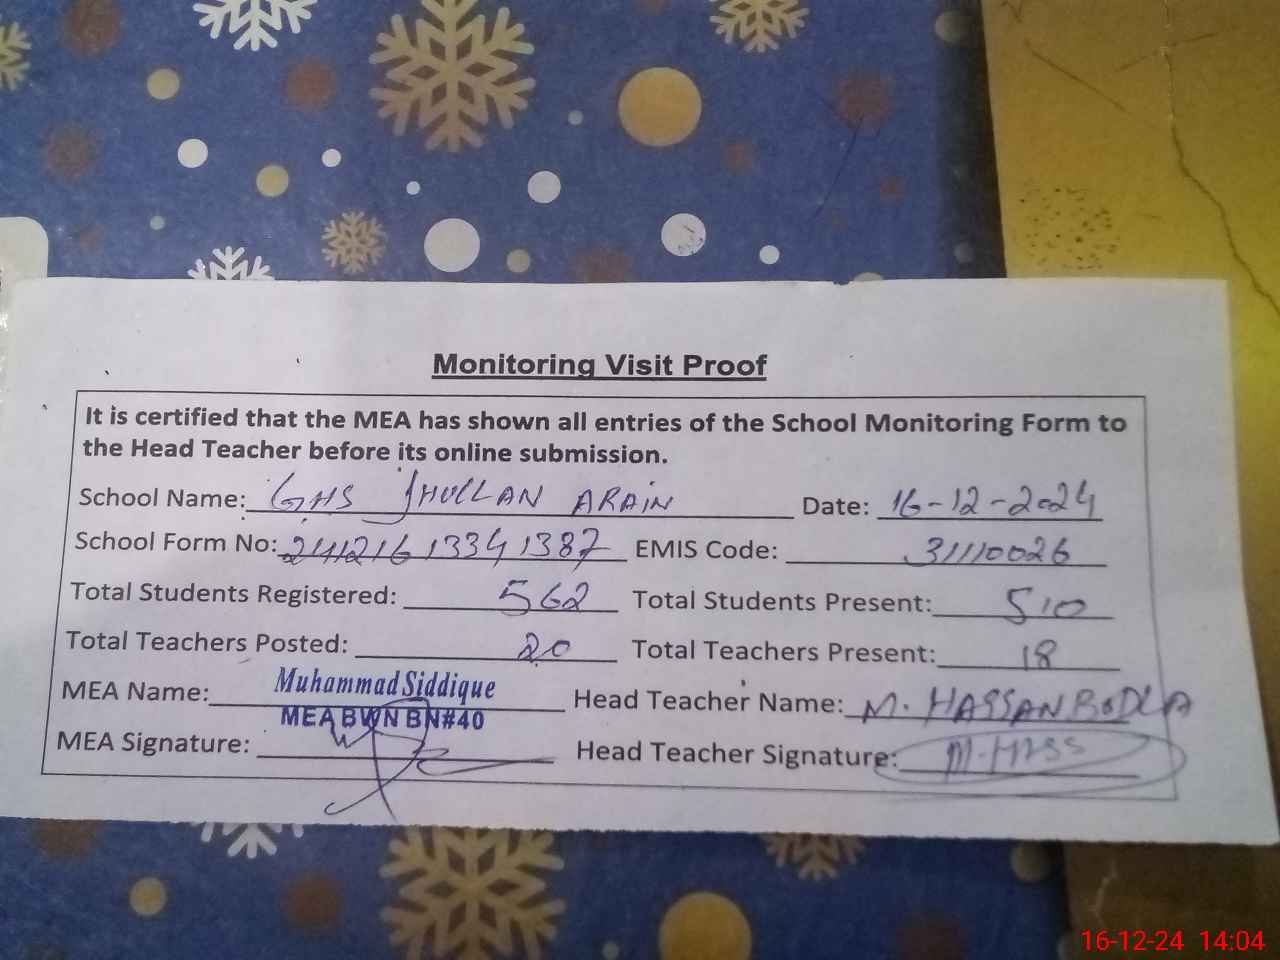 Monitoring Visit Proof
It is certified that the MEA has shown all entries of the School Monitoring Form to
the Head Teacher before its online submission.
School Name: GHS JHULLAN ARAIN Date: 16-12-2024
School Form No: 241216 13341387 EMIS Code: 31110026
Total Students Registered: 562 Total Students Present: 510
Total Teachers Posted: 20 Total Teachers Present: 18
MEA Name: Muhammad Siddique Head Teacher Name: M. HASSAN BODLA
MEA BWN BN#40
MEA Signature: Head Teacher Signature: M. HASS
16-12-24 14:04